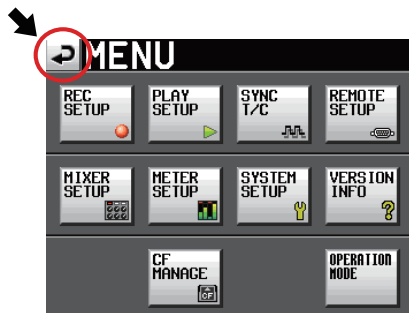 MENU
REC
SETUP
PLAY
SETUP
SYNC
T/C
REMOTE
SETUP
MIXER
SETUP
METER
SETUP
SYSTEM
SETUP
VERSION
INFO
?
CF
MANAGE
CF
OPERATION
MODE